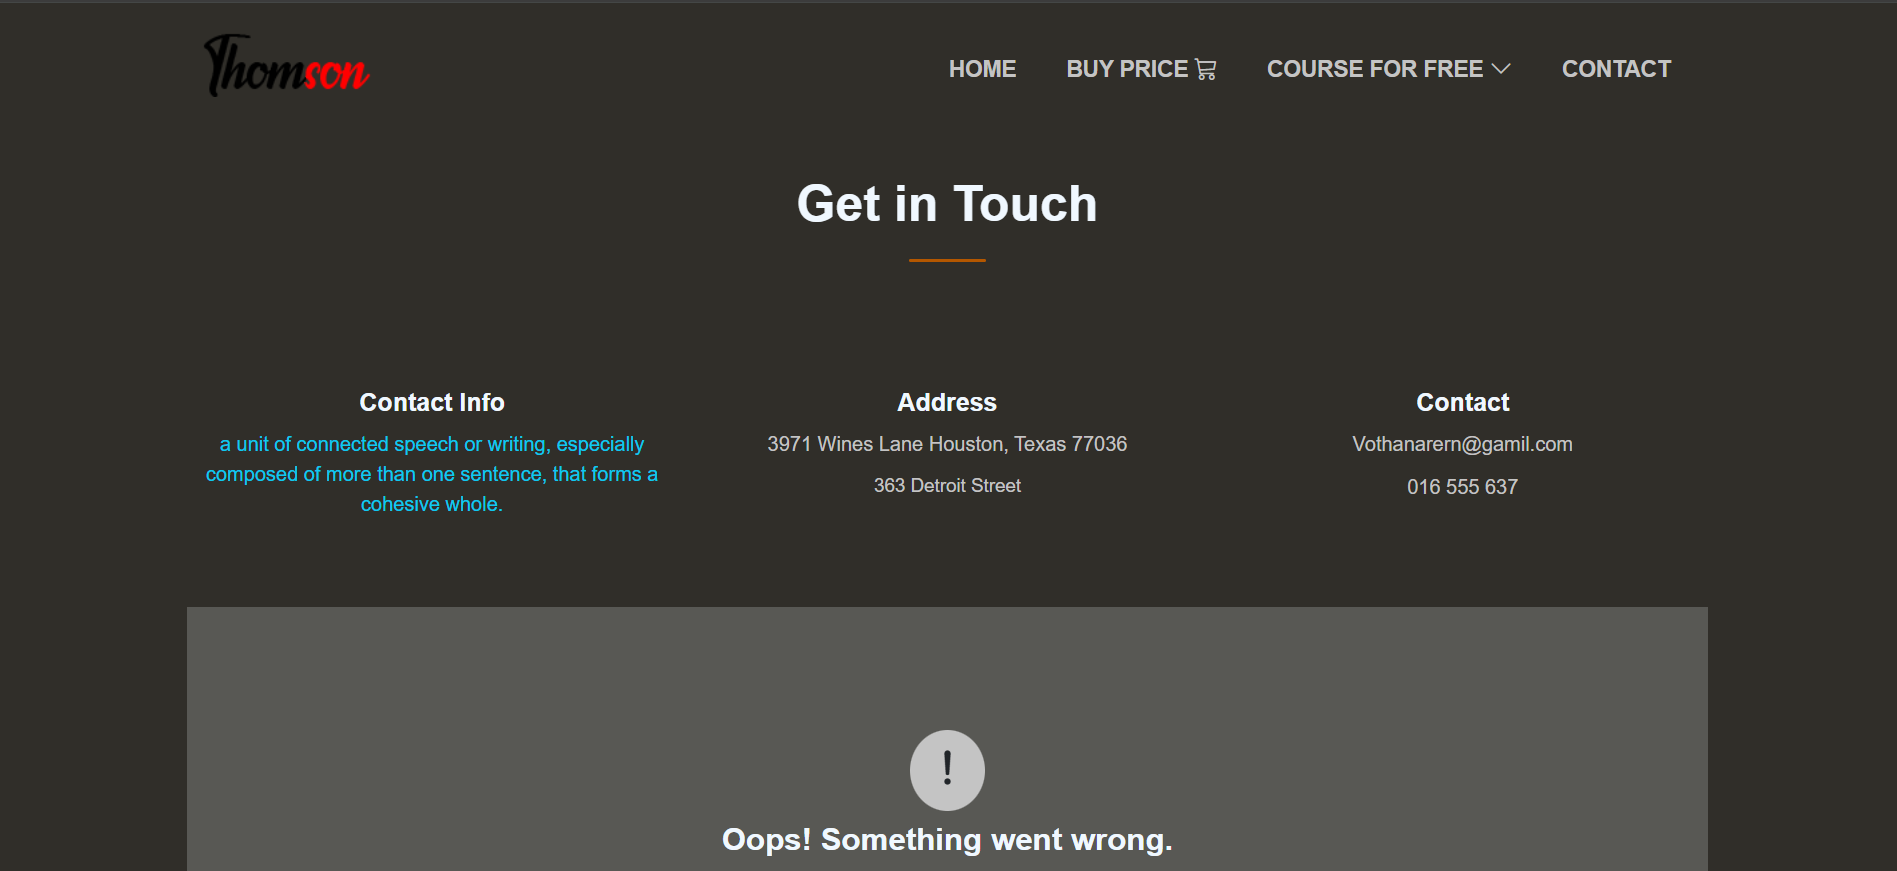 Thomson
HOME
BUY PRICE
COURSE FOR FREE
CONTACT
Get in Touch
Contact Info
a unit of connected speech or writing, especially
composed of more than one sentence, that forms a
cohesive whole.
Address
3971 Wines Lane Houston, Texas 77036
363 Detroit Street
Contact
Vothanarern@gamil.com
016 555 637
!
Oops! Something went wrong.